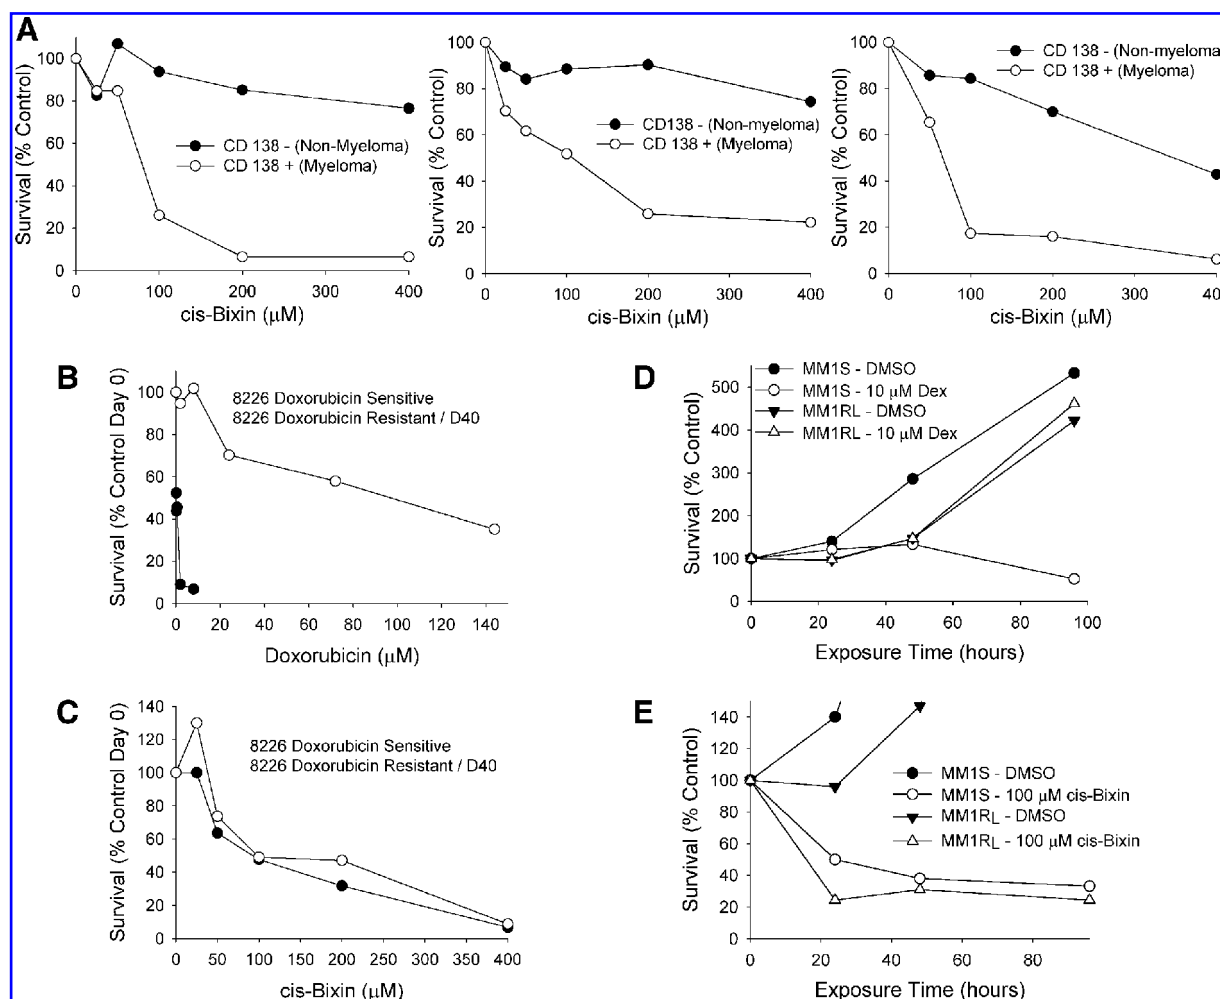 A
Survival (% Control)
100
80
60
40
20
0
CD 138 - (Non-Myeloma)
CD 138 + (Myeloma)
0 100 200 300 400
cis-Bixin (μM)
Survival (% Control)
100
80
60
40
20
0
CD138 - (Non-myeloma)
CD 138 + (Myeloma)
0 100 200 300 400
cis-Bixin (μM)
Survival (% Control)
100
80
60
40
20
0
CD 138 - (Non-myeloma
CD 138 + (Myeloma)
0 100 200 300 400
cis-Bixin (μM)
B
Survival (% Control Day 0)
100
80
60
40
20
0
8226 Doxorubicin Sensitive
8226 Doxorubicin Resistant / D40
0 20 40 60 80 100 120 140
Doxorubicin (μM)
D
Survival (% Control)
500
400
300
200
100
0
MM1S - DMSO
MM1S - 10 μM Dex
MM1RL - DMSO
MM1RL - 10 μM Dex
0 20 40 60 80 100
Exposure Time (hours)
C
Survival (% Control Day 0)
140
120
100
80
60
40
20
0
8226 Doxorubicin Sensitive
8226 Doxorubicin Resistant / D40
0 50 100 150 200 250 300 350 400
cis-Bixin (μM)
E
Survival (% Control)
140
120
100
80
60
40
20
0
MM1S - DMSO
MM1S - 100 μM cis-Bixin
MM1RL - DMSO
MM1RL - 100 μM cis-Bixin
0 20 40 60 80
Exposure Time (hours)